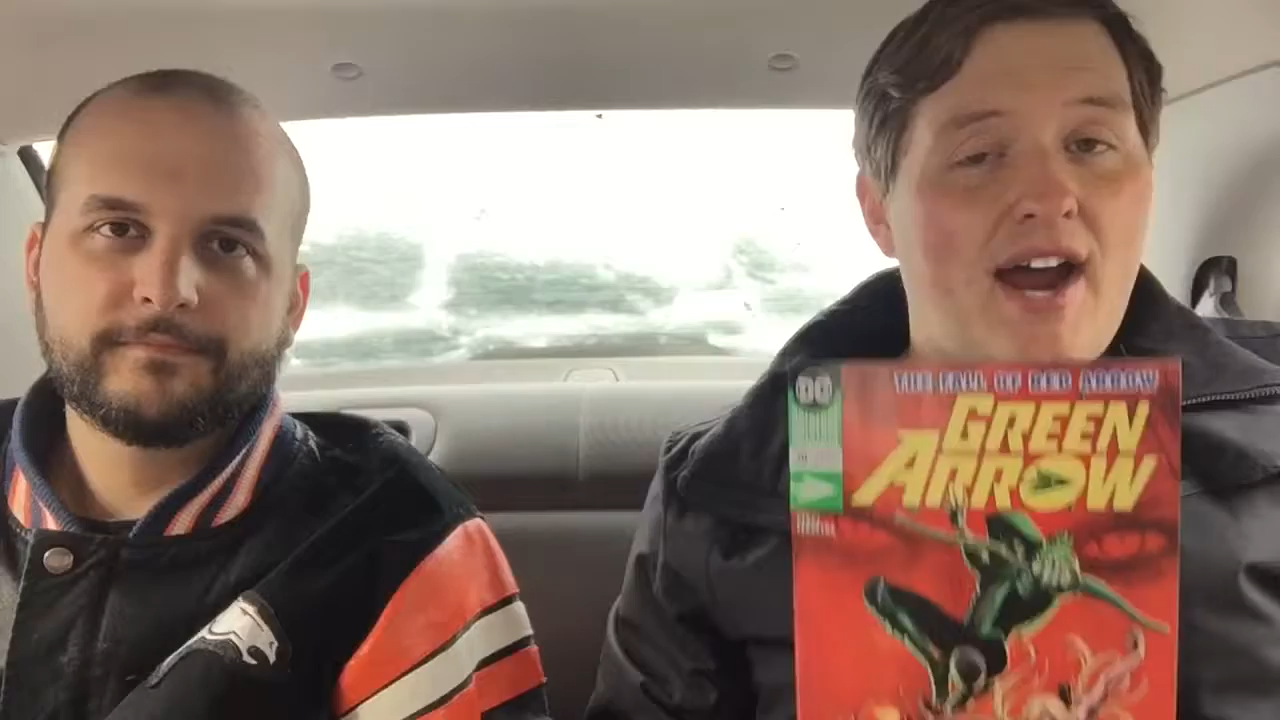 DC
THE FALL OF RED ARROW
GREEN
ARROW